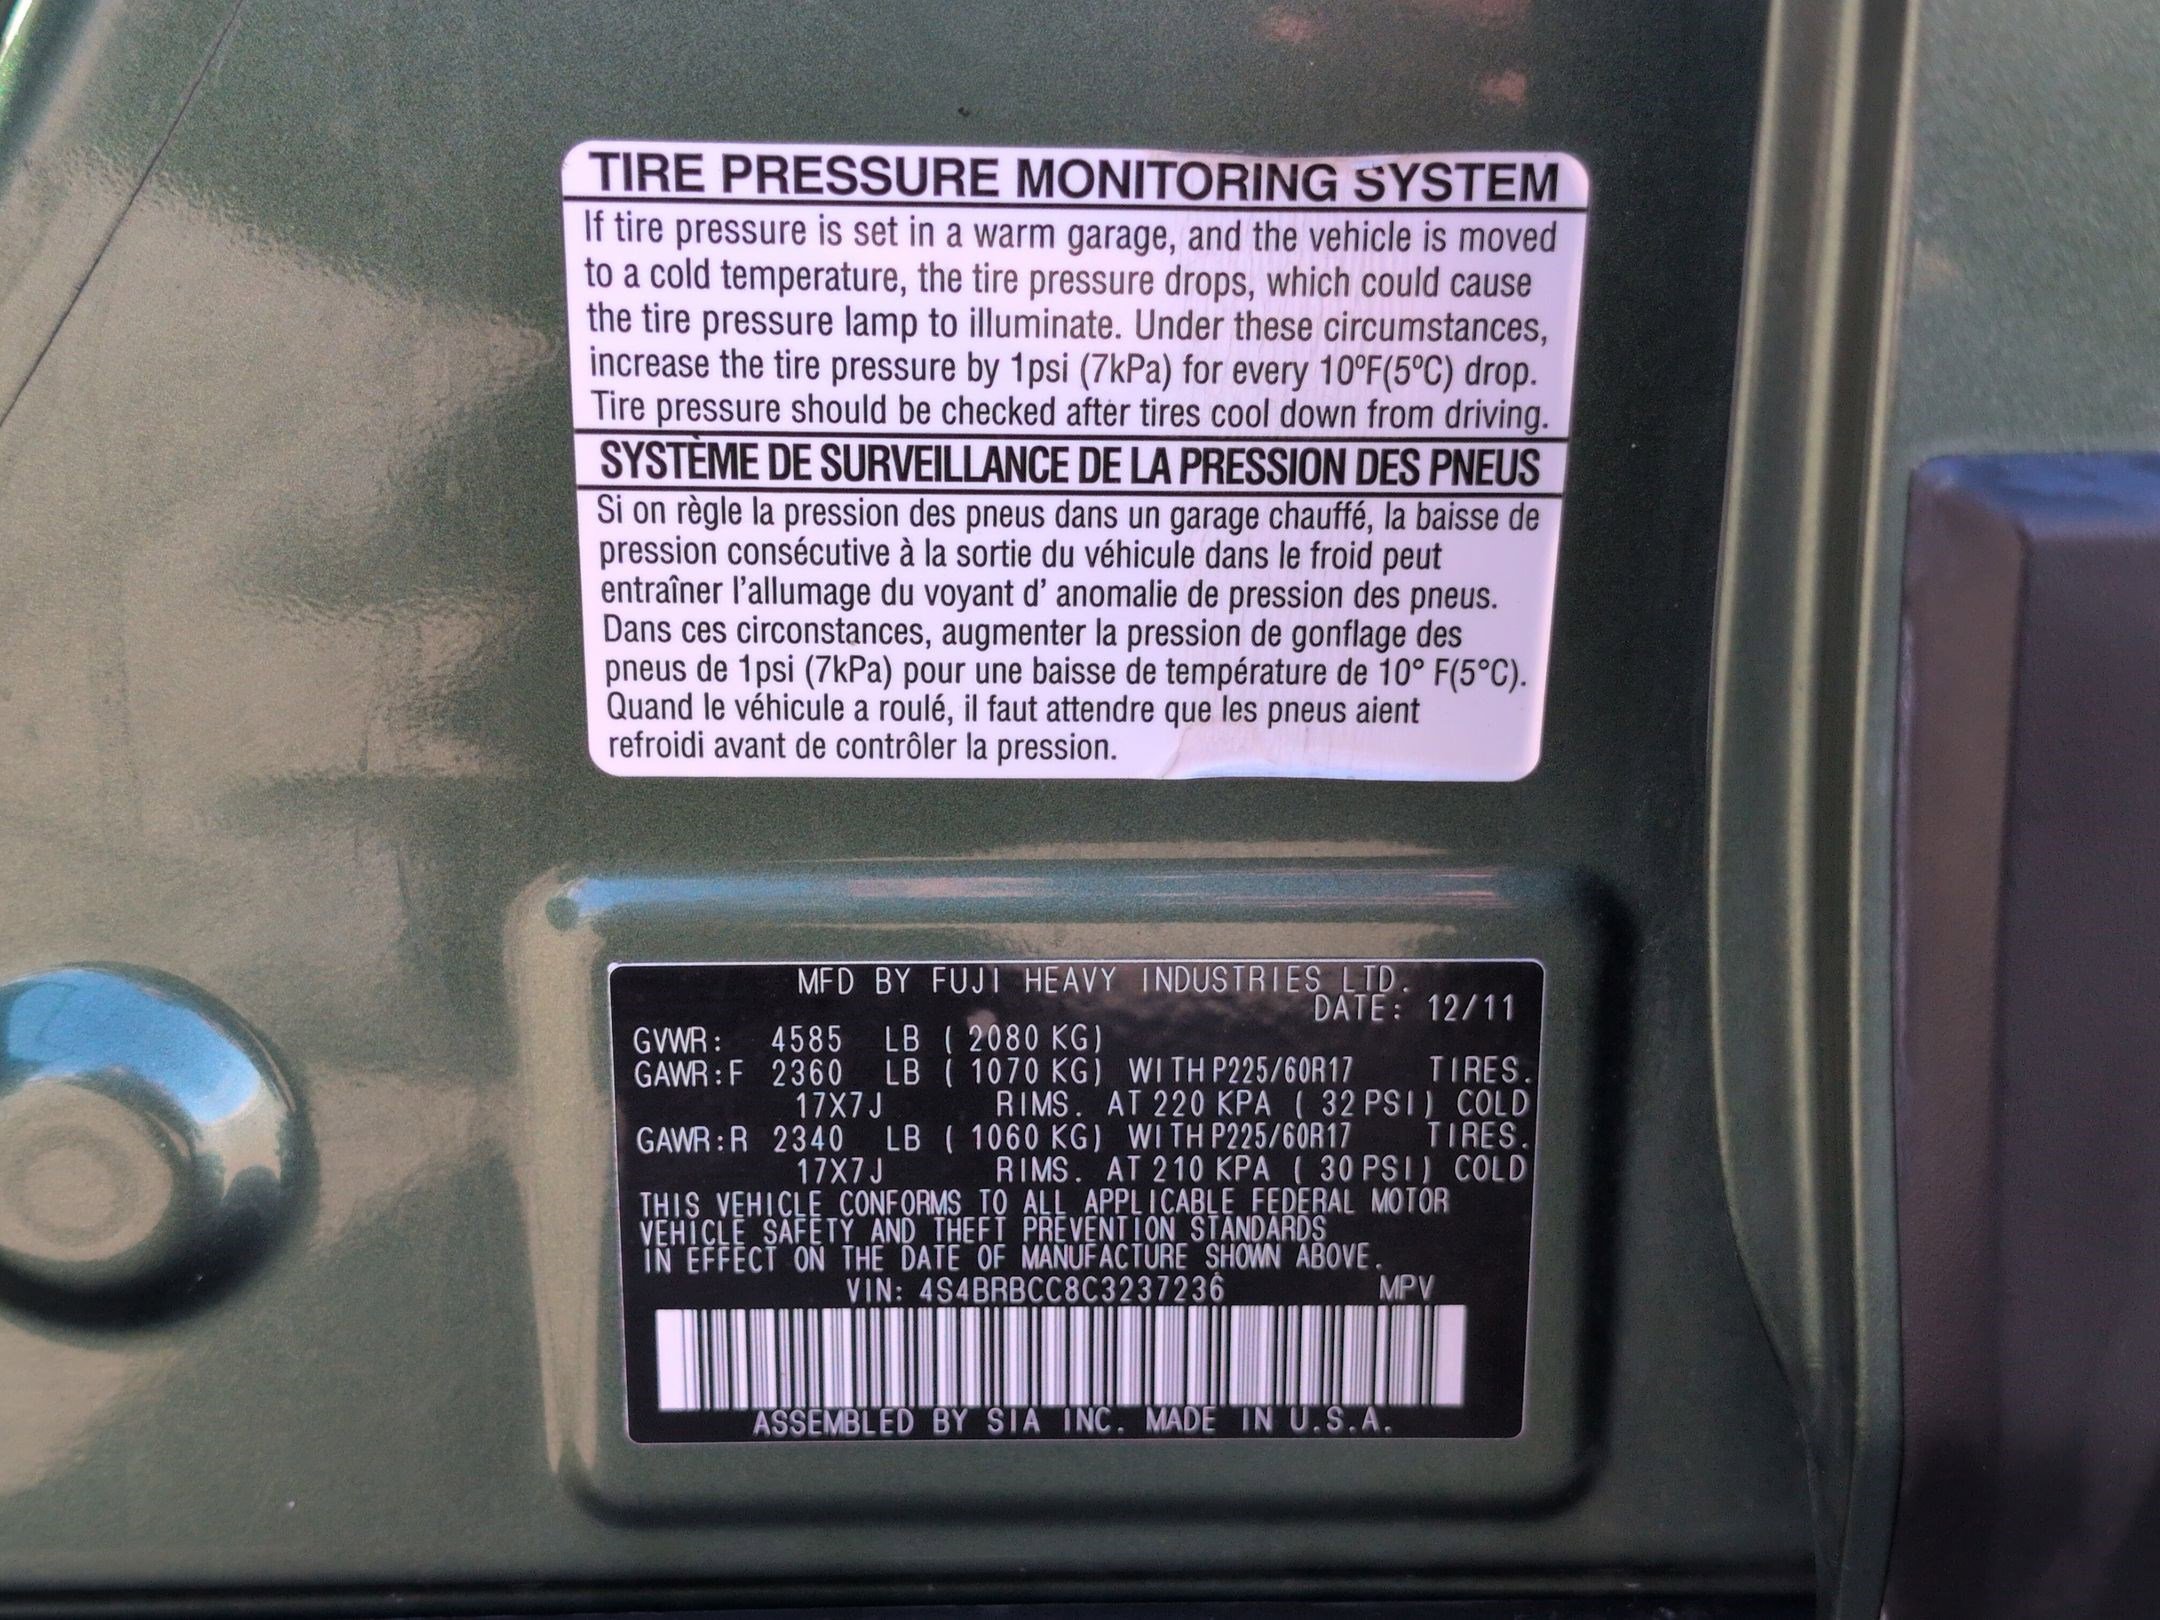 TIRE PRESSURE MONITORING SYSTEM
If tire pressure is set in a warm garage, and the vehicle is moved
to a cold temperature, the tire pressure drops, which could cause
the tire pressure lamp to illuminate. Under these circumstances,
increase the tire pressure by 1psi (7kPa) for every 10ºF(5ºC) drop.
Tire pressure should be checked after tires cool down from driving.
SYSTÈME DE SURVEILLANCE DE LA PRESSION DES PNEUS
Si on règle la pression des pneus dans un garage chauffé, la baisse de
pression consécutive à la sortie du véhicule dans le froid peut
entraîner l'allumage du voyant d' anomalie de pression des pneus.
Dans ces circonstances, augmenter la pression de gonflage des
pneus de 1psi (7kPa) pour une baisse de température de 10° F(5°C).
Quand le véhicule a roulé, il faut attendre que les pneus aient
refroidi avant de contrôler la pression.
MFD BY FUJI HEAVY INDUSTRIES LTD.
DATE: 12/11
GVWR: 4585 LB ( 2080 KG)
GAWR:F 2360 LB ( 1070 KG) WITH P225/60R17 TIRES.
17X7J RIMS. AT 220 KPA ( 32 PSI) COLD
GAWR:R 2340 LB ( 1060 KG) WITH P225/60R17 TIRES.
17X7J RIMS. AT 210 KPA ( 30 PSI) COLD
THIS VEHICLE CONFORMS TO ALL APPLICABLE FEDERAL MOTOR
VEHICLE SAFETY AND THEFT PREVENTION STANDARDS
IN EFFECT ON THE DATE OF MANUFACTURE SHOWN ABOVE.
VIN: 4S4BRBCC8C3237236 MPV
ASSEMBLED BY SIA INC. MADE IN U.S.A.